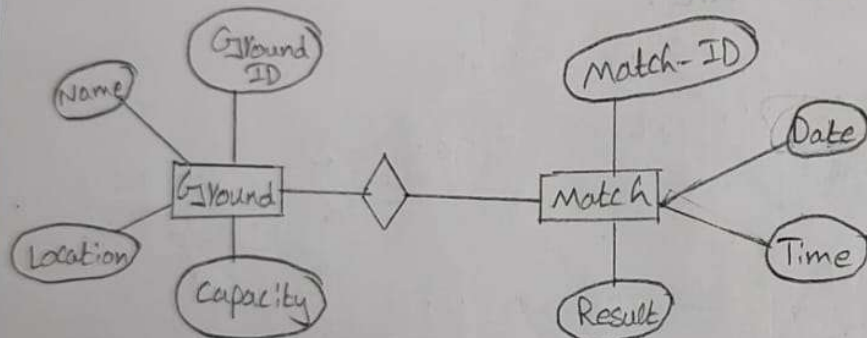 Ground
ID
Name
Ground
Location
Capacity
Match-ID
Date
Match
Time
Result